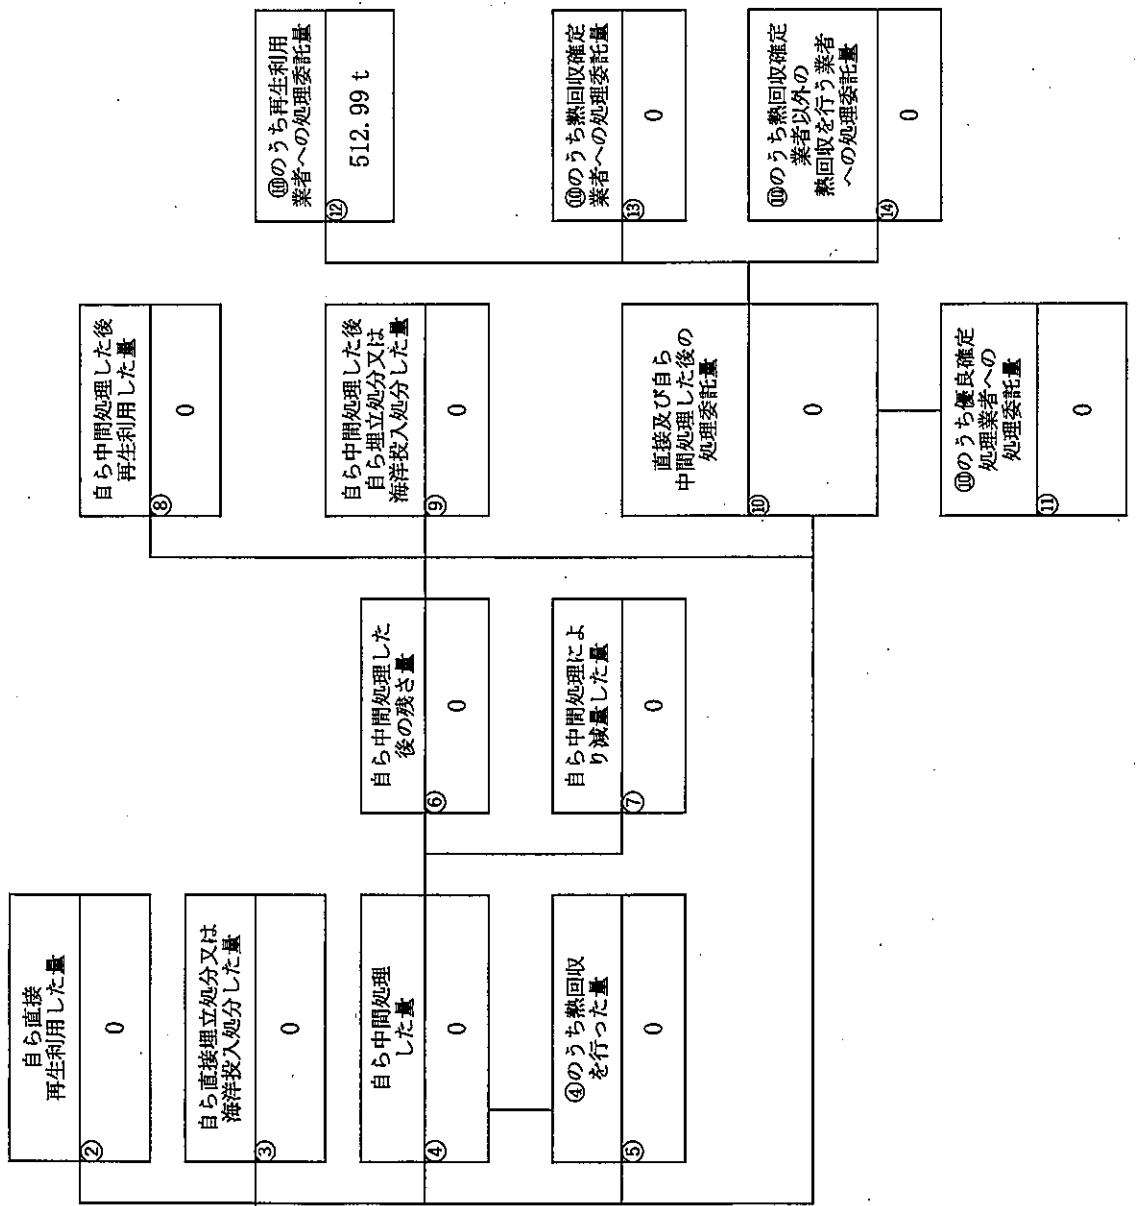 自ら直接
再生利用した量
②
0
自ら直接埋立処分又は
海洋投入処分した量
③
0
自ら中間処理
した量
④
0
④のうち熱回収
を行った量
⑤
0
自ら中間処理した
後の残さ量
⑥
0
自ら中間処理によ
り減量した量
⑦
0
自ら中間処理した後
再生利用した量
⑧
0
自ら中間処理した後
自ら埋立処分又は
海洋投入処分した量
⑨
0
直接及び自ら
中間処理した後の
処理委託量
⑩
0
⑩のうち優良認定
処理業者への
処理委託量
⑪
0
⑩のうち再生利用
業者への処理委託量
⑫
512.99 t
⑩のうち熱回収認定
業者への処理委託量
⑬
0
⑩のうち熱回収認定
業者以外の
熱回収を行う業者
への処理委託量
⑭
0